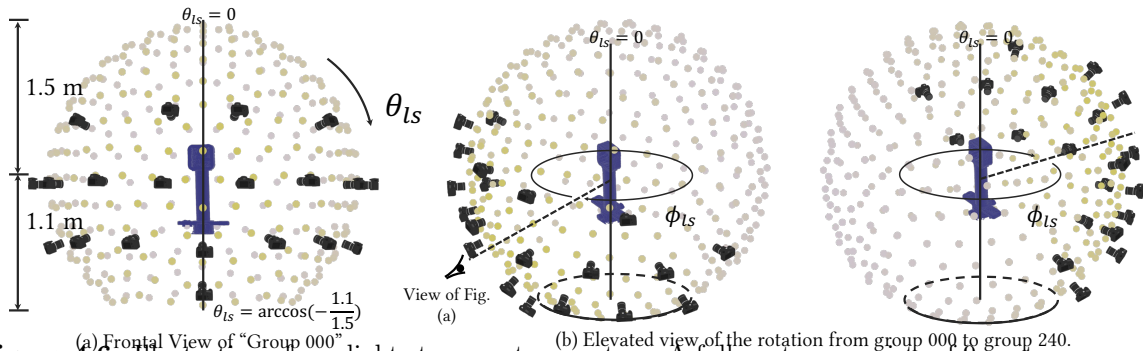 θ_ls = 0
1.5 m
θ_ls
1.1 m
θ_ls = arccos(−1.1/1.5)
(a) Frontal View of “Group 000”
θ_ls = 0
ϕ_ls
View of Fig.
(a)
θ_ls = 0
ϕ_ls
(b) Elevated view of the rotation from group 000 to group 240.